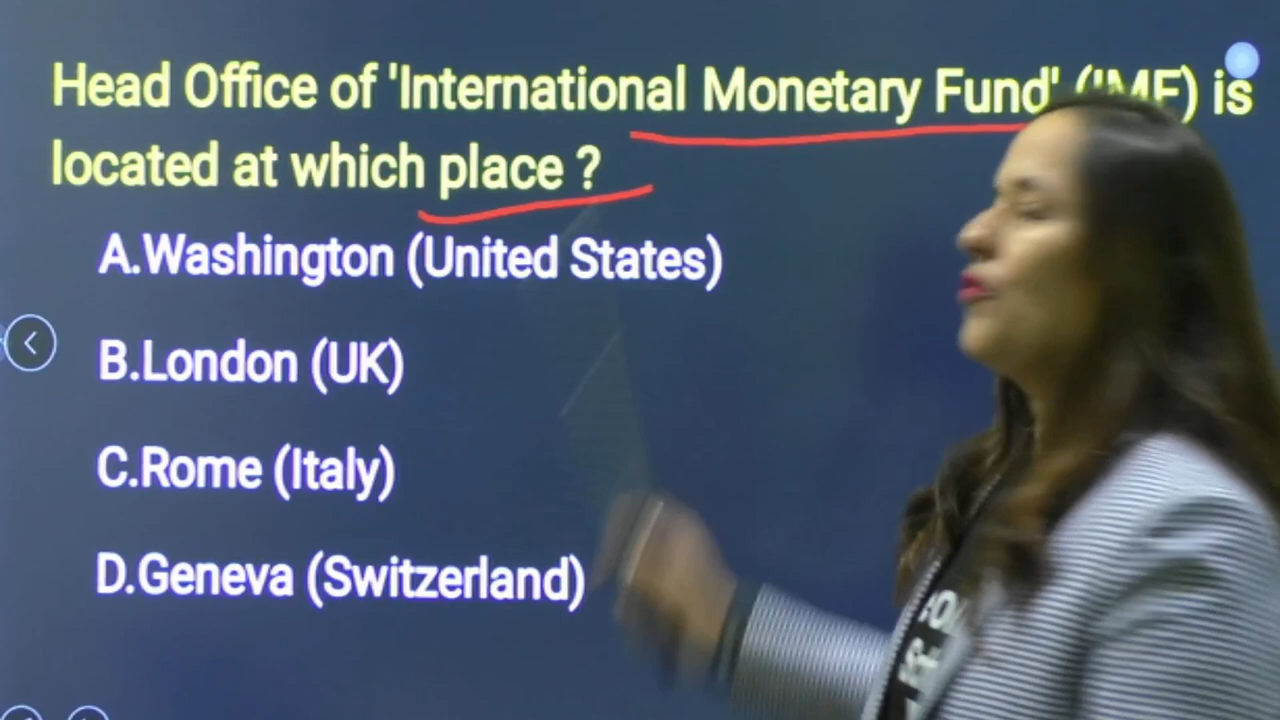 Head Office of 'International Monetary Fund' (IMF) is
located at which place ?
A.Washington (United States)
B.London (UK)
C.Rome (Italy)
D.Geneva (Switzerland)